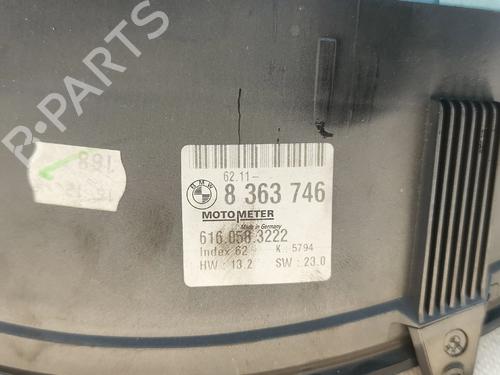 B-PARTS
62.11-
BMW
8 363 746
MOTOMETER
Made in Germany
616.058.3222
Index 62 K : 5794
HW : 13.2 SW : 23.0